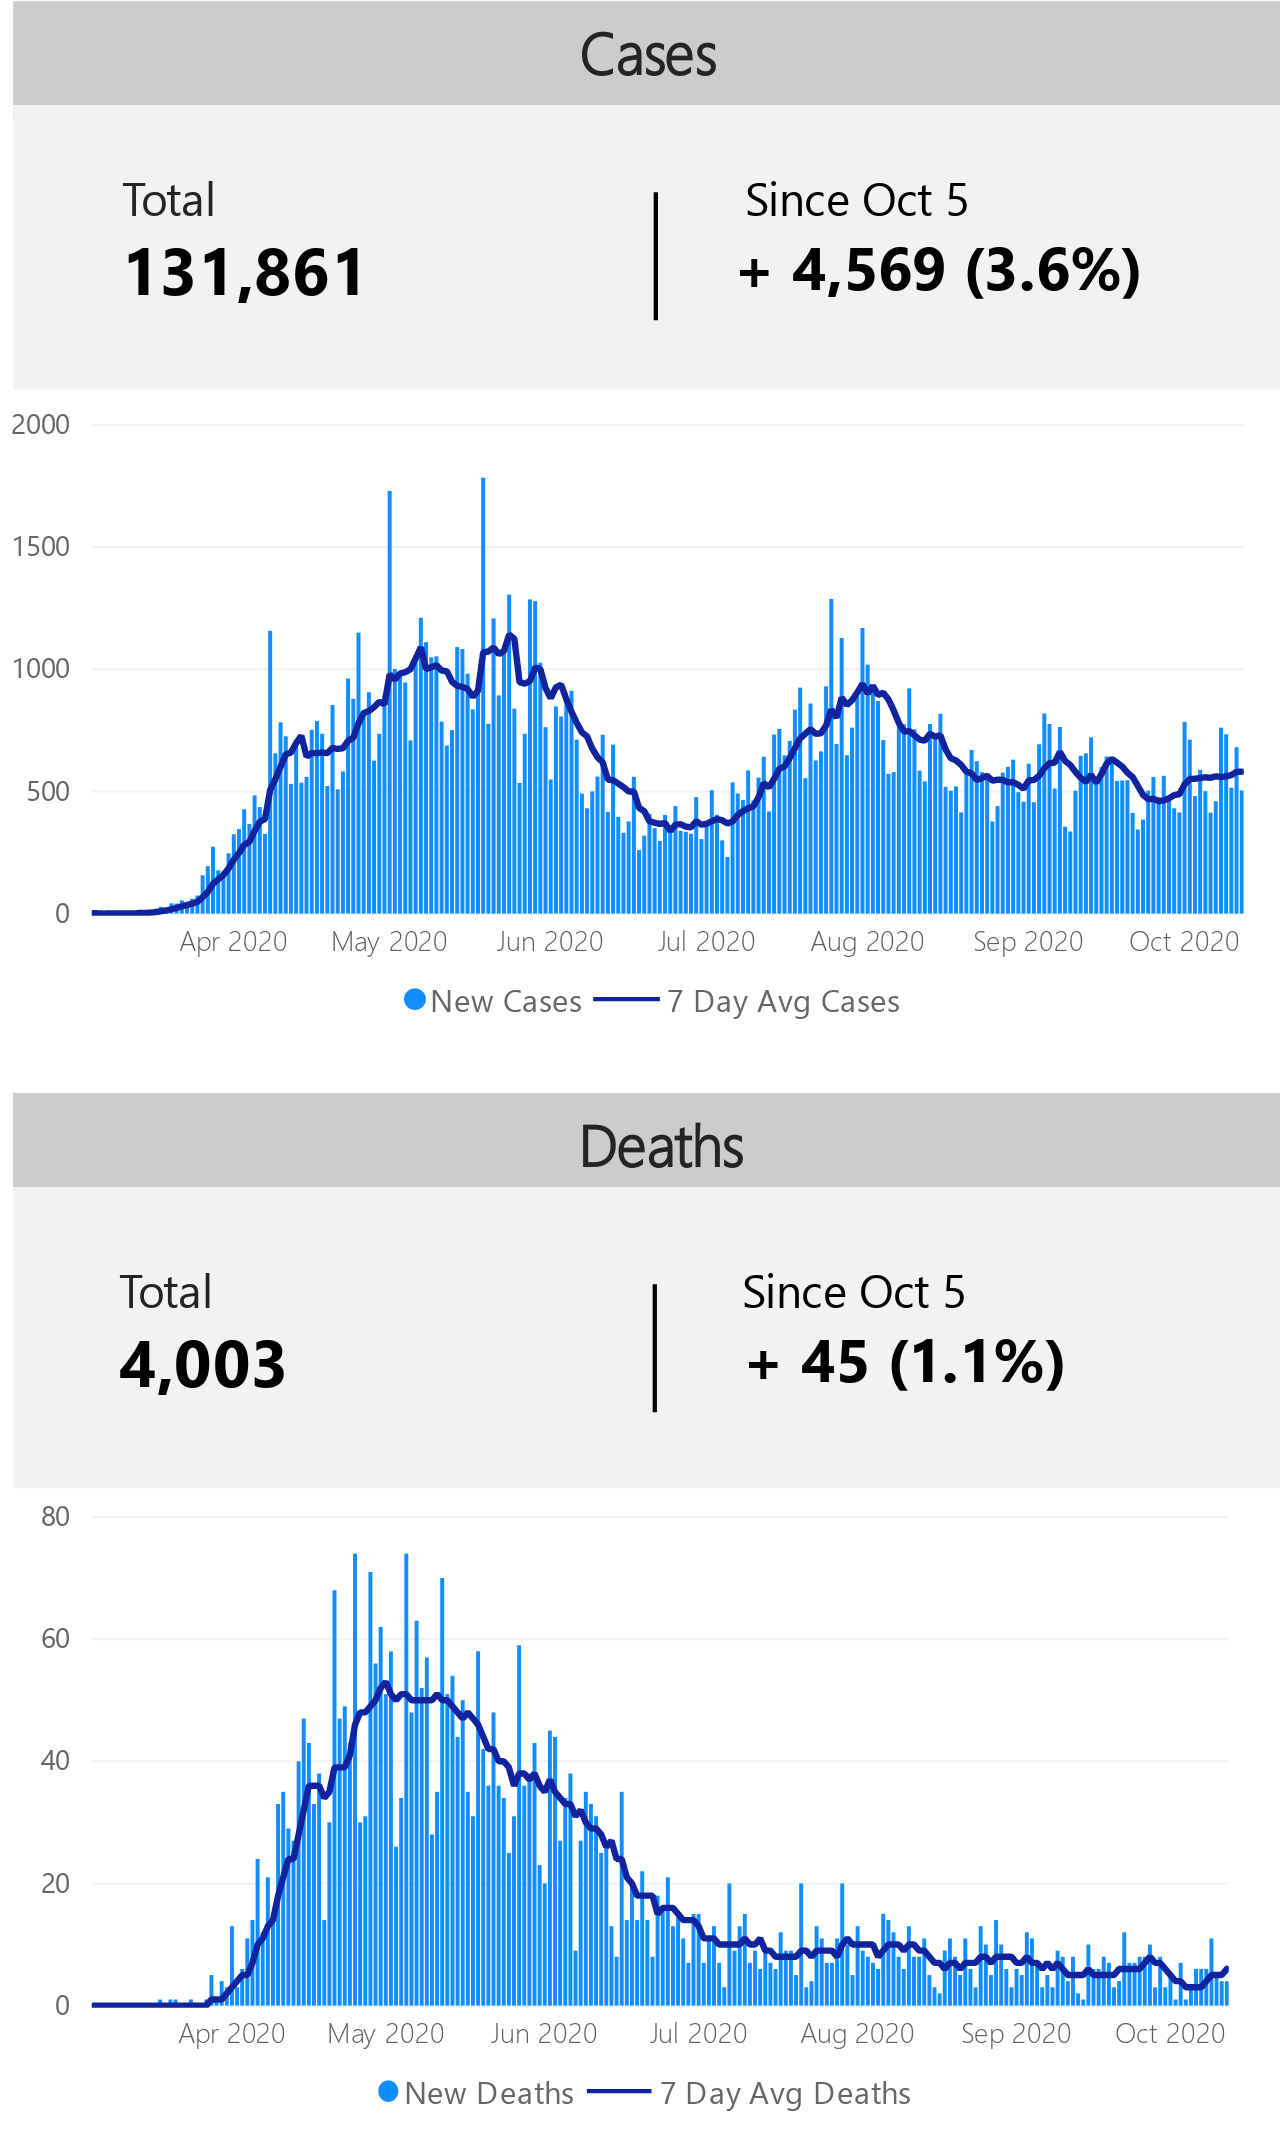 Cases
Total
Since Oct 5
131,861
+ 4,569 (3.6%)
2000
1500
1000
500
0
Apr 2020 May 2020 Jun 2020 Jul 2020 Aug 2020 Sep 2020 Oct 2020
New Cases 7 Day Avg Cases
Deaths
Total
Since Oct 5
4,003
+ 45 (1.1%)
80
60
40
20
0
Apr 2020 May 2020 Jun 2020 Jul 2020 Aug 2020 Sep 2020 Oct 2020
New Deaths 7 Day Avg Deaths